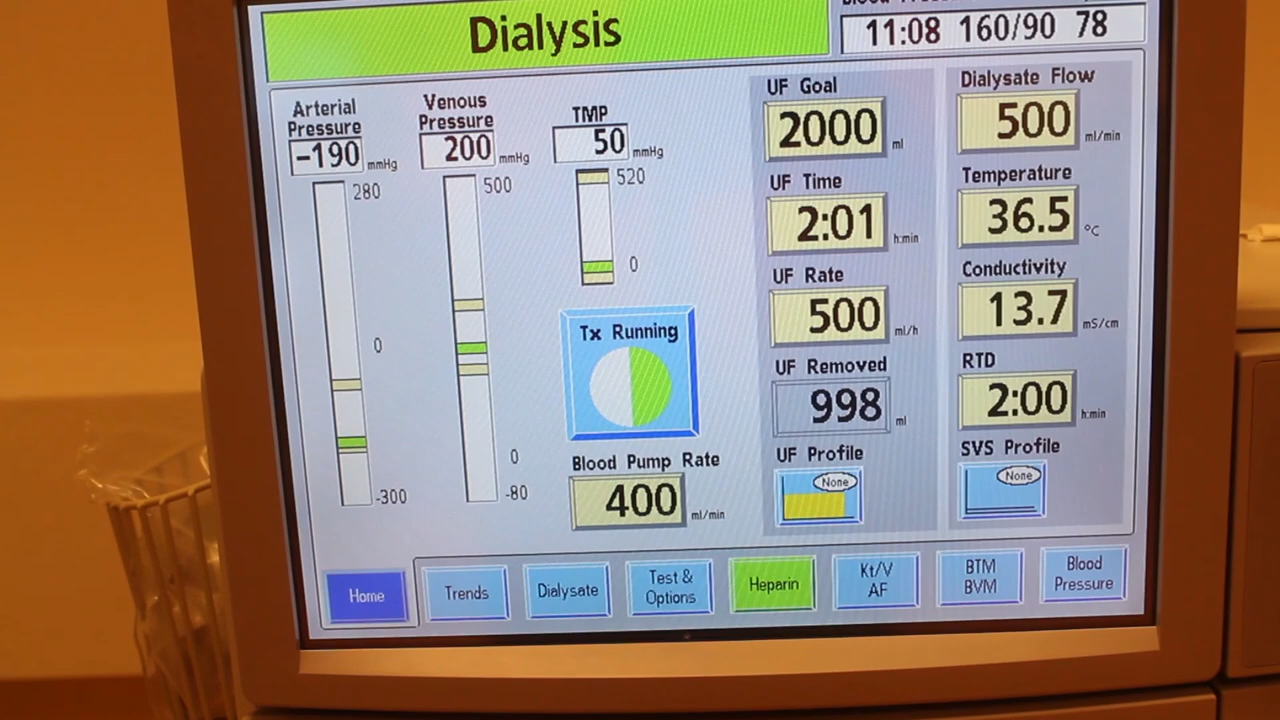 Dialysis
11:08 160/90 78
Arterial
Pressure
-190 mmHg
280
0
-300
Venous
Pressure
200 mmHg
500
0
-80
TMP
50 mmHg
520
0
Tx Running
Blood Pump Rate
400 ml/min
UF Goal
2000 ml
UF Time
2:01 h:min
UF Rate
500 ml/h
UF Removed
998 ml
UF Profile
None
Dialysate Flow
500 ml/min
Temperature
36.5 °C
Conductivity
13.7 mS/cm
RTD
2:00 h:min
SVS Profile
None
Home
Trends
Dialysate
Test &
Options
Heparin
Kt/V
AF
BTM
BVM
Blood
Pressure